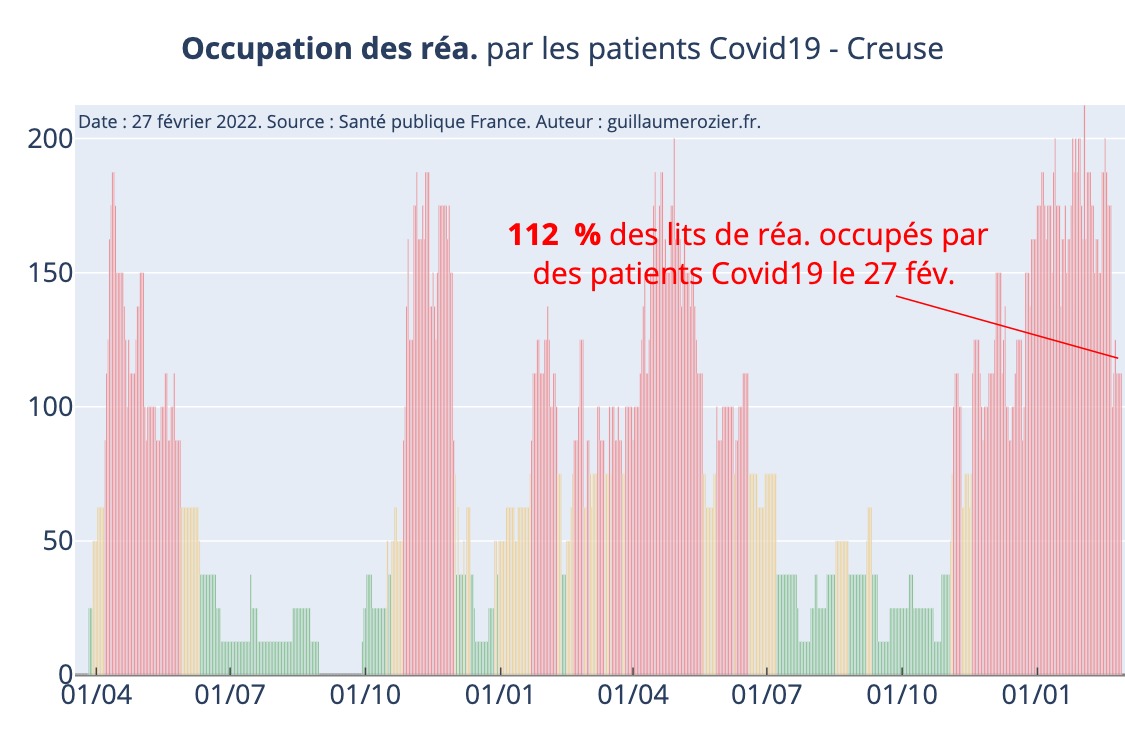 Occupation des réa. par les patients Covid19 - Creuse
Date : 27 février 2022. Source : Santé publique France. Auteur : guillaumerozier.fr.
200
112  % des lits de réa. occupés par
des patients Covid19 le 27 fév.
150
100
50
0
01/04 01/07 01/10 01/01 01/04 01/07 01/10 01/01